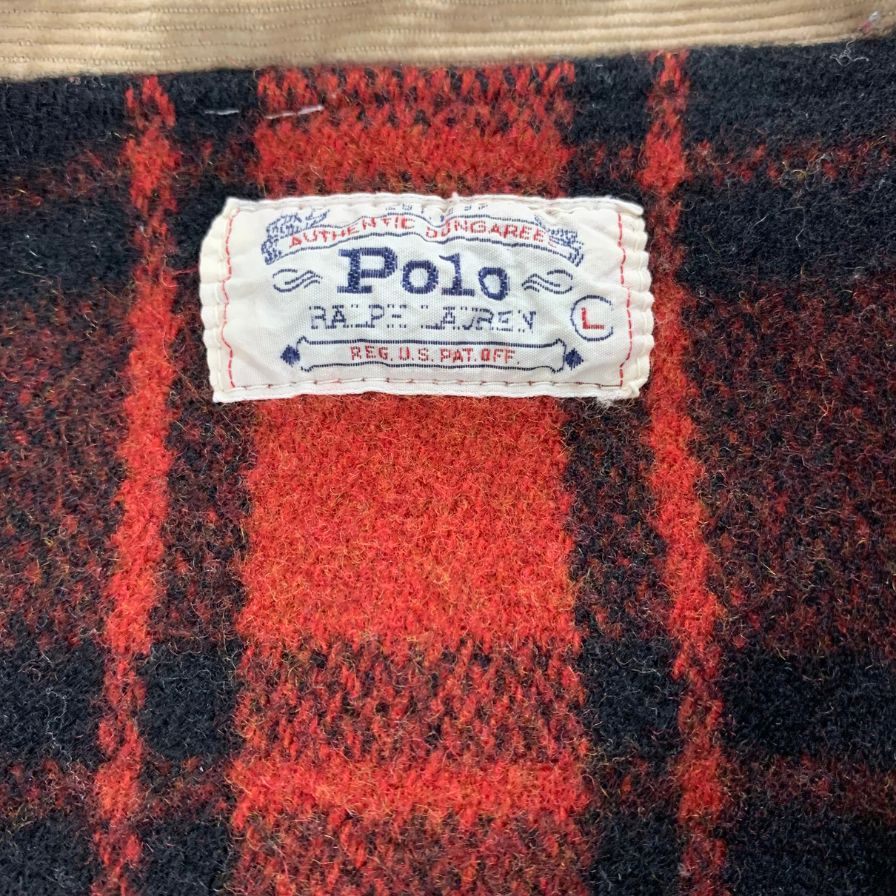 AUTHENTIC DUNGAREES
Polo
RALPH LAUREN
L
REG. U.S. PAT. OFF.